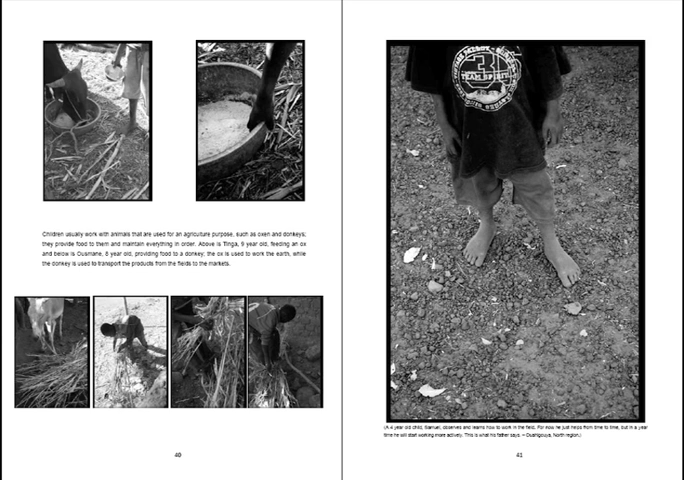 TEAM SPIRIT
Children usually work with animals that are used for an agriculture purpose, such as oxen and donkeys;
they provide food to them and maintain everything in order. Above is Tinga, 9 year old, feeding an ox
and below is Ousmane, 8 year old, providing food to a donkey; the ox is used to work the earth, while
the donkey is used to transport the products from the fields to the markets.
(A 4 year old child, Samuel, observes and learns how to work in the field. For now he just helps from time to time, but in a year
time he will start working more actively. This is what his father says. – Ouahigouya, North region.)
40
41